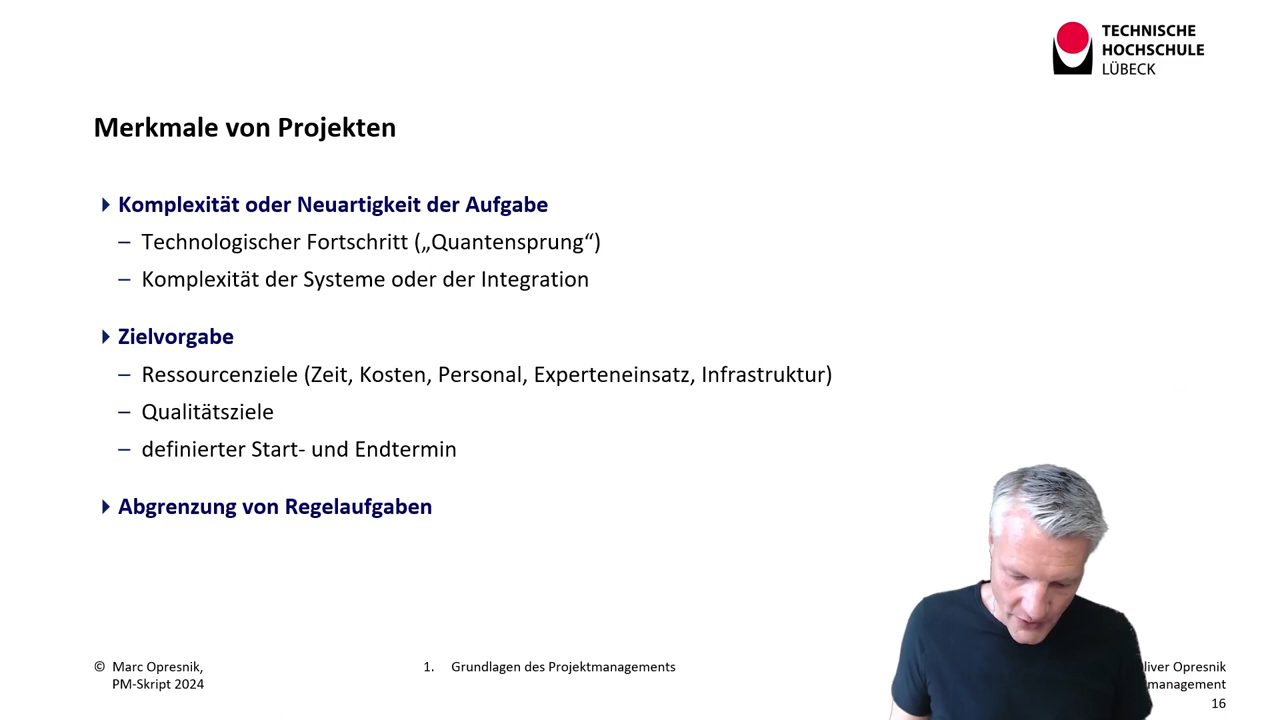 TECHNISCHE
HOCHSCHULE
LÜBECK
Merkmale von Projekten
Komplexität oder Neuartigkeit der Aufgabe
– Technologischer Fortschritt („Quantensprung“)
– Komplexität der Systeme oder der Integration
Zielvorgabe
– Ressourcenziele (Zeit, Kosten, Personal, Experteneinsatz, Infrastruktur)
– Qualitätsziele
– definierter Start- und Endtermin
Abgrenzung von Regelaufgaben
© Marc Opresnik,
PM-Skript 2024
1. Grundlagen des Projektmanagements
Opresnik
management
16